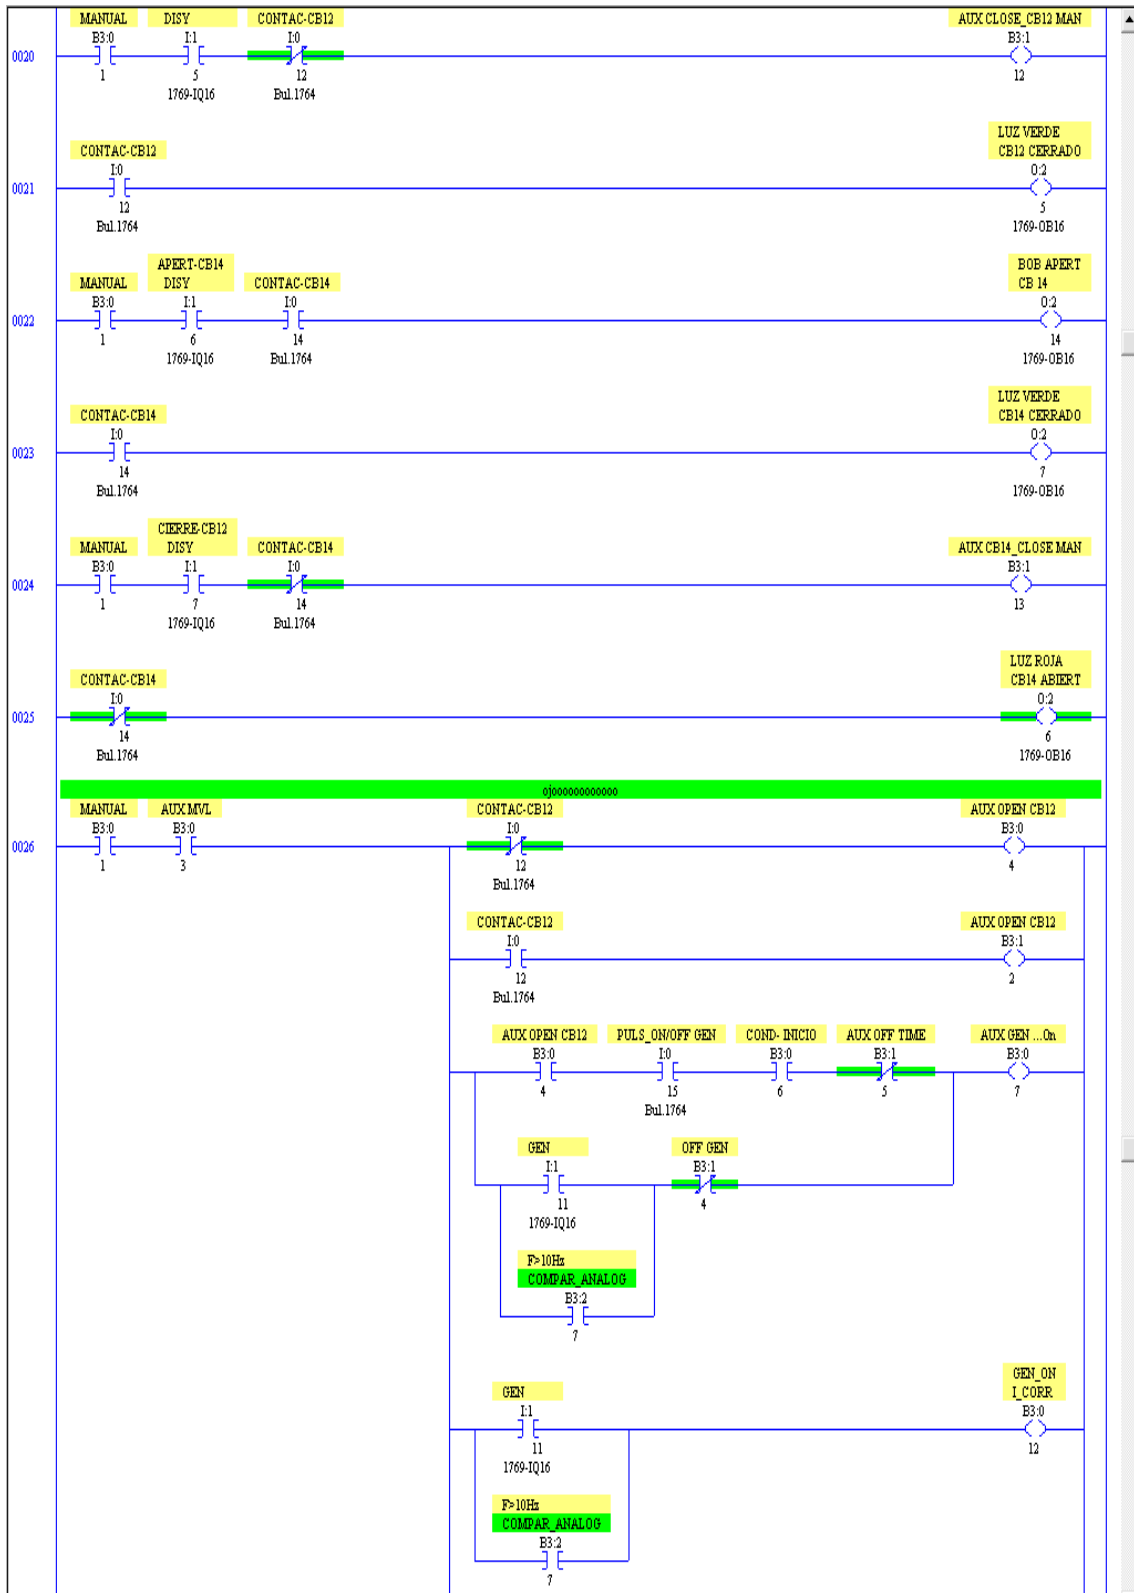 MANUAL DISY CONTAC-CB12 AUX CLOSE_CB12 MAN
B3:0 I:1 I:0 B3:1
0020
1 5 12 12
1769-IQ16 Bul.1764
LUZ VERDE
CONTAC-CB12 CB12 CERRADO
I:0 O:2
0021
12 5
Bul.1764 1769-OB16
APERT-CB14 BOB APERT
MANUAL DISY CONTAC-CB14 CB 14
B3:0 I:1 I:0 O:2
0022
1 6 14 14
1769-IQ16 Bul.1764 1769-OB16
LUZ VERDE
CONTAC-CB14 CB14 CERRADO
I:0 O:2
0023
14 7
Bul.1764 1769-OB16
CIERRE-CB12
MANUAL DISY CONTAC-CB14 AUX CB14_CLOSE MAN
B3:0 I:1 I:0 B3:1
0024
1 7 14 13
1769-IQ16 Bul.1764
LUZ ROJA
CONTAC-CB14 CB14 ABIERT
I:0 O:2
0025
14 6
Bul.1764 1769-OB16
ojoooooooooooo
MANUAL AUX MVL CONTAC-CB12 AUX OPEN CB12
B3:0 B3:0 I:0 B3:0
0026
1 3 12 4
Bul.1764
CONTAC-CB12 AUX OPEN CB12
I:0 B3:1
12 2
Bul.1764
AUX OPEN CB12 PULS_ON/OFF GEN COND- INICIO AUX OFF TIME AUX GEN ...On
B3:0 I:0 B3:0 B3:1 B3:0
4 15 6 5 7
Bul.1764
GEN OFF GEN
I:1 B3:1
11 4
1769-IQ16
F>10Hz
COMPAR_ANALOG
B3:2
7
GEN_ON
GEN I_CORR
I:1 B3:0
11 12
1769-IQ16
F>10Hz
COMPAR_ANALOG
B3:2
7